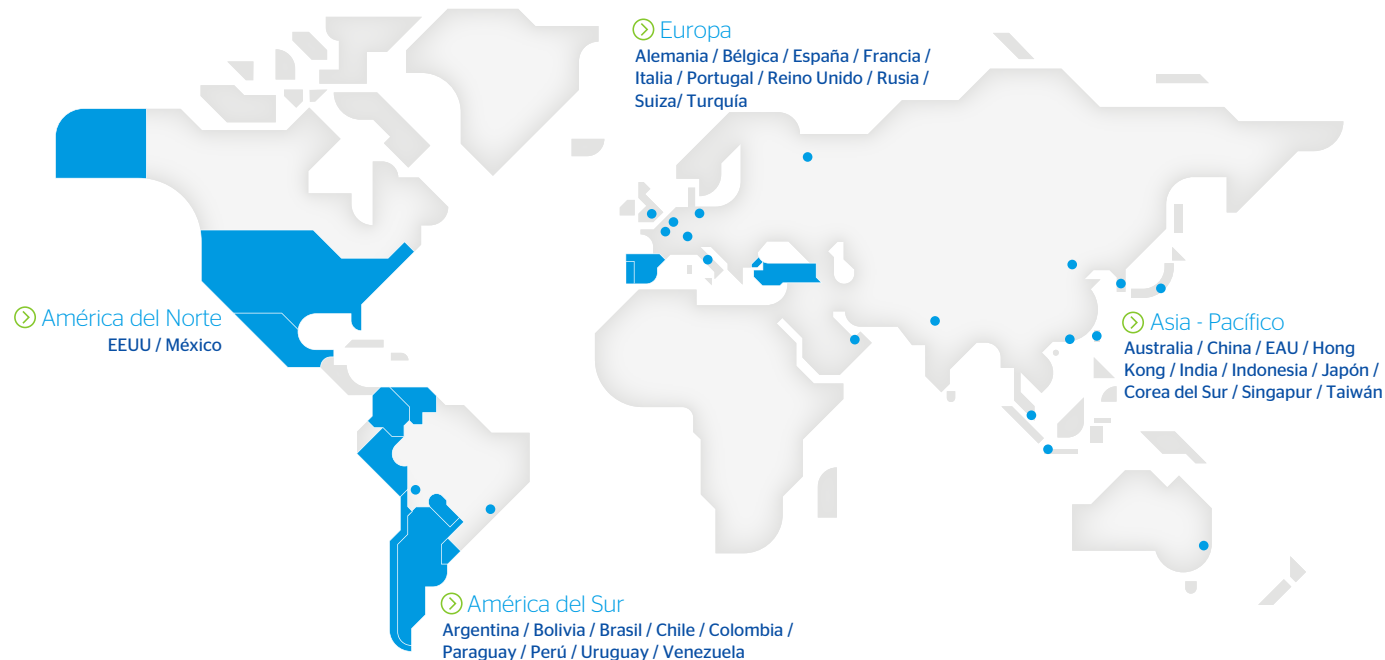 Europa
Alemania / Bélgica / España / Francia /
Italia / Portugal / Reino Unido / Rusia /
Suiza/ Turquía
América del Norte
EEUU / México
Asia - Pacífico
Australia / China / EAU / Hong
Kong / India / Indonesia / Japón /
Corea del Sur / Singapur / Taiwán
América del Sur
Argentina / Bolivia / Brasil / Chile / Colombia /
Paraguay / Perú / Uruguay / Venezuela